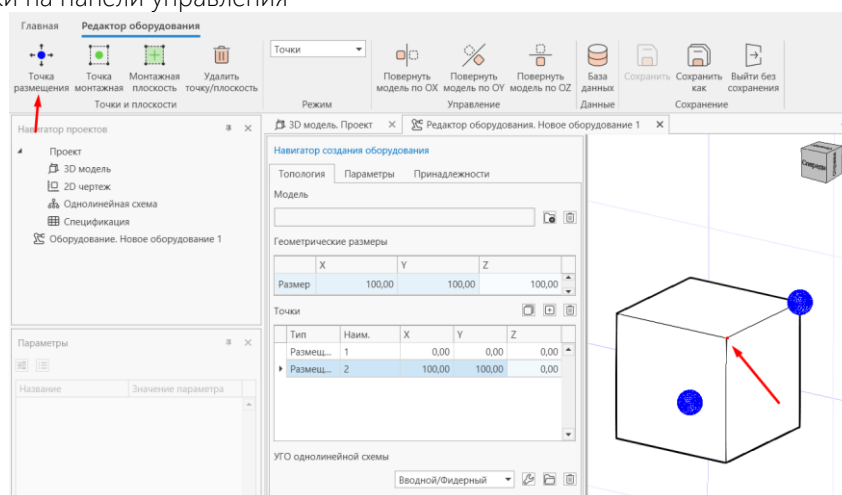 ки на панели управления
Главная Редактор оборудования
Точка размещения
Точка монтажная
Монтажная плоскость
Удалить точку/плоскость
Точки
Повернуть модель по OX
Повернуть модель по OY
Повернуть модель по OZ
База данных
Сохранить
Сохранить как
Выйти без сохранения
Точки и плоскости Режим Управление Данные Сохранение
Навигатор проектов
3D модель. Проект
Редактор оборудования. Новое оборудование 1
Проект
3D модель
2D чертеж
Однолинейная схема
Спецификация
Оборудование. Новое оборудование 1
Навигатор создания оборудования
Топология Параметры Принадлежности
Модель
Геометрические размеры
X Y Z
Размер 100,00 100,00 100,00
Точки
Тип Наим. X Y Z
Размещ... 1 0,00 0,00 0,00
Размещ... 2 100,00 100,00 0,00
УГО однолинейной схемы
Вводной/Фидерный
Параметры
Название Значение параметра
Спереди